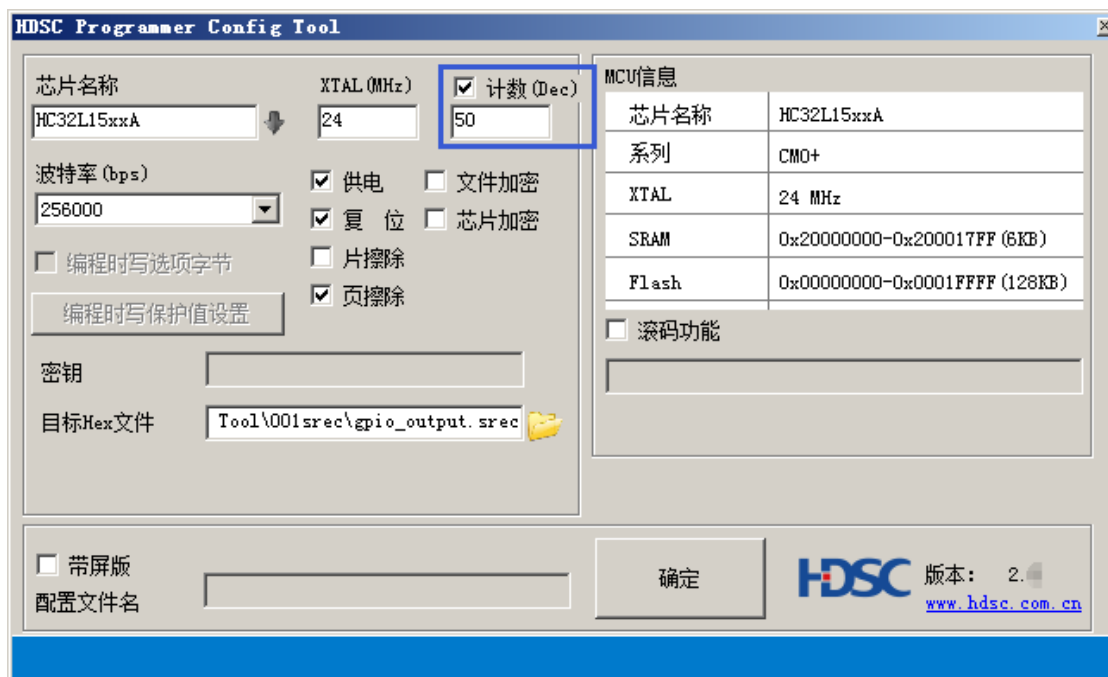 HDSC Programmer Config Tool
芯片名称
XTAL(MHz)
计数(Dec)
HC32L15xxA
24
50
波特率(bps)
256000
供电
文件加密
复 位
芯片加密
编程时写选项字节
片擦除
页擦除
编程时写保护值设置
密钥
目标Hex文件
Tool\001srec\gpio_output.srec
MCU信息
芯片名称 HC32L15xxA
系列 CM0+
XTAL 24 MHz
SRAM 0x20000000-0x200017FF(6KB)
Flash 0x00000000-0x0001FFFF(128KB)
滚码功能
带屏版
配置文件名
确定
HDSC
版本: 2.
www.hdsc.com.cn